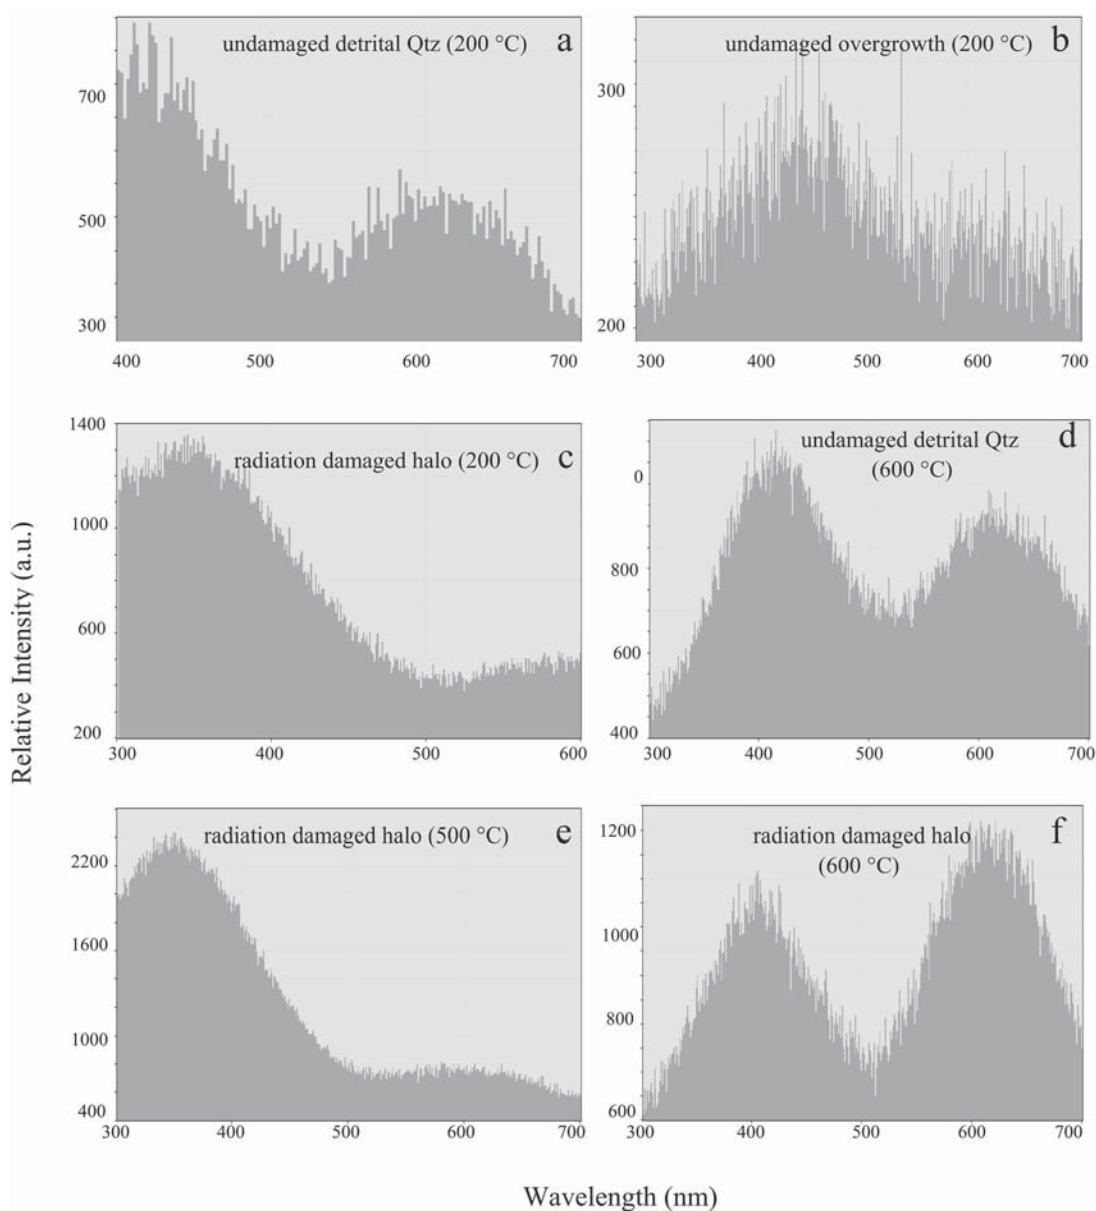 undamaged detrital Qtz (200 °C) a
700
500
300
400 500 600 700
undamaged overgrowth (200 °C) b
300
200
300 400 500 600 700
radiation damaged halo (200 °C) c
1400
1000
600
200
300 400 500 600
undamaged detrital Qtz d
(600 °C)
0
800
600
400
300 400 500 600 700
radiation damaged halo (500 °C) e
2200
1600
1000
400
300 400 500 600 700
radiation damaged halo f
(600 °C)
1200
1000
800
600
300 400 500 600 700
Relative Intensity (a.u.)
Wavelength (nm)